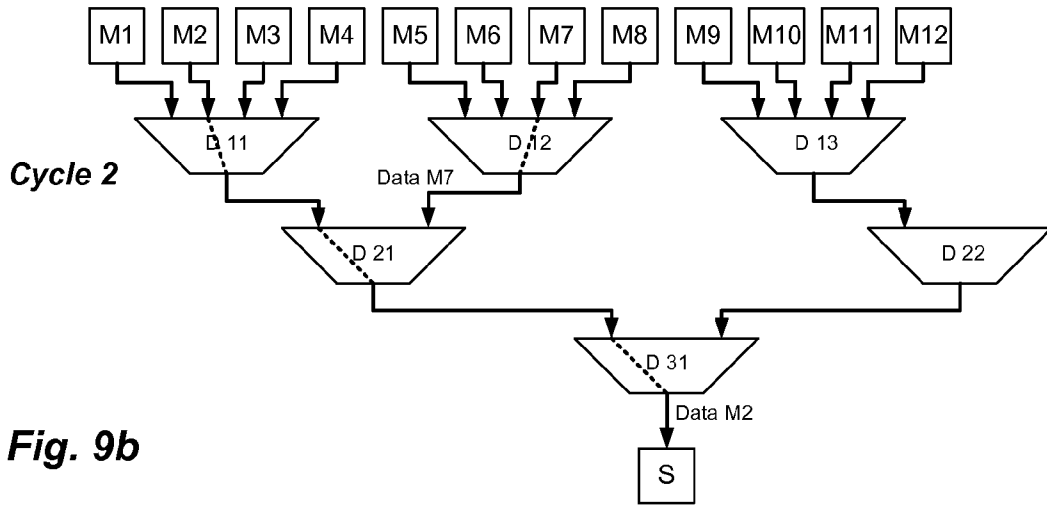 M1 M2 M3 M4 M5 M6 M7 M8 M9 M10 M11 M12
D 11 D 12 D 13
Cycle 2
Data M7
D 21 D 22
D 31
Data M2
Fig. 9b
S